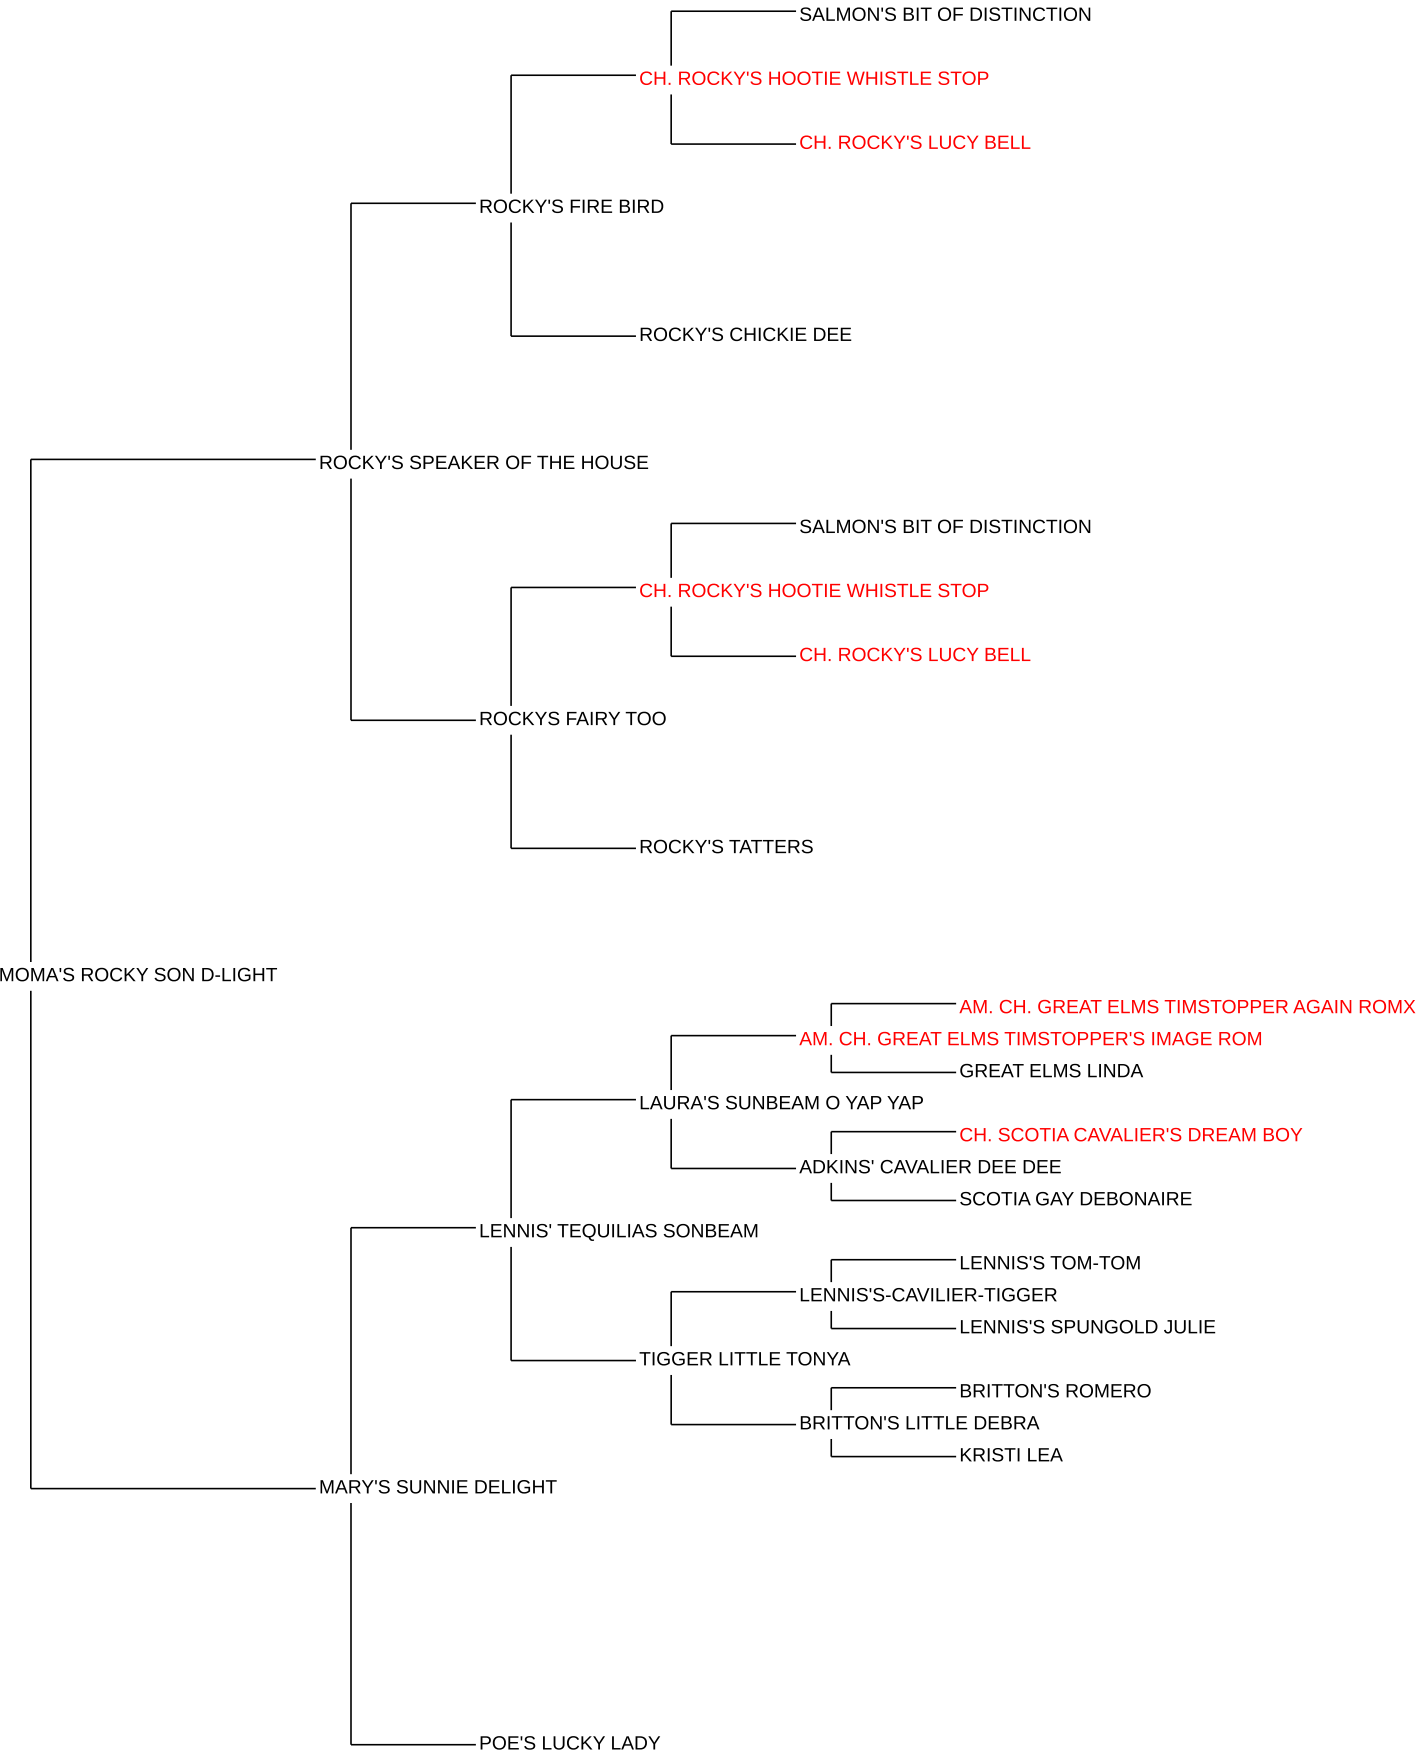 SALMON'S BIT OF DISTINCTION
CH. ROCKY'S HOOTIE WHISTLE STOP
CH. ROCKY'S LUCY BELL
ROCKY'S FIRE BIRD
ROCKY'S CHICKIE DEE
ROCKY'S SPEAKER OF THE HOUSE
SALMON'S BIT OF DISTINCTION
CH. ROCKY'S HOOTIE WHISTLE STOP
CH. ROCKY'S LUCY BELL
ROCKYS FAIRY TOO
ROCKY'S TATTERS
MOMA'S ROCKY SON D-LIGHT
AM. CH. GREAT ELMS TIMSTOPPER AGAIN ROMX
AM. CH. GREAT ELMS TIMSTOPPER'S IMAGE ROM
GREAT ELMS LINDA
LAURA'S SUNBEAM O YAP YAP
CH. SCOTIA CAVALIER'S DREAM BOY
ADKINS' CAVALIER DEE DEE
SCOTIA GAY DEBONAIRE
LENNIS' TEQUILIAS SONBEAM
LENNIS'S TOM-TOM
LENNIS'S-CAVILIER-TIGGER
LENNIS'S SPUNGOLD JULIE
TIGGER LITTLE TONYA
BRITTON'S ROMERO
BRITTON'S LITTLE DEBRA
KRISTI LEA
MARY'S SUNNIE DELIGHT
POE'S LUCKY LADY